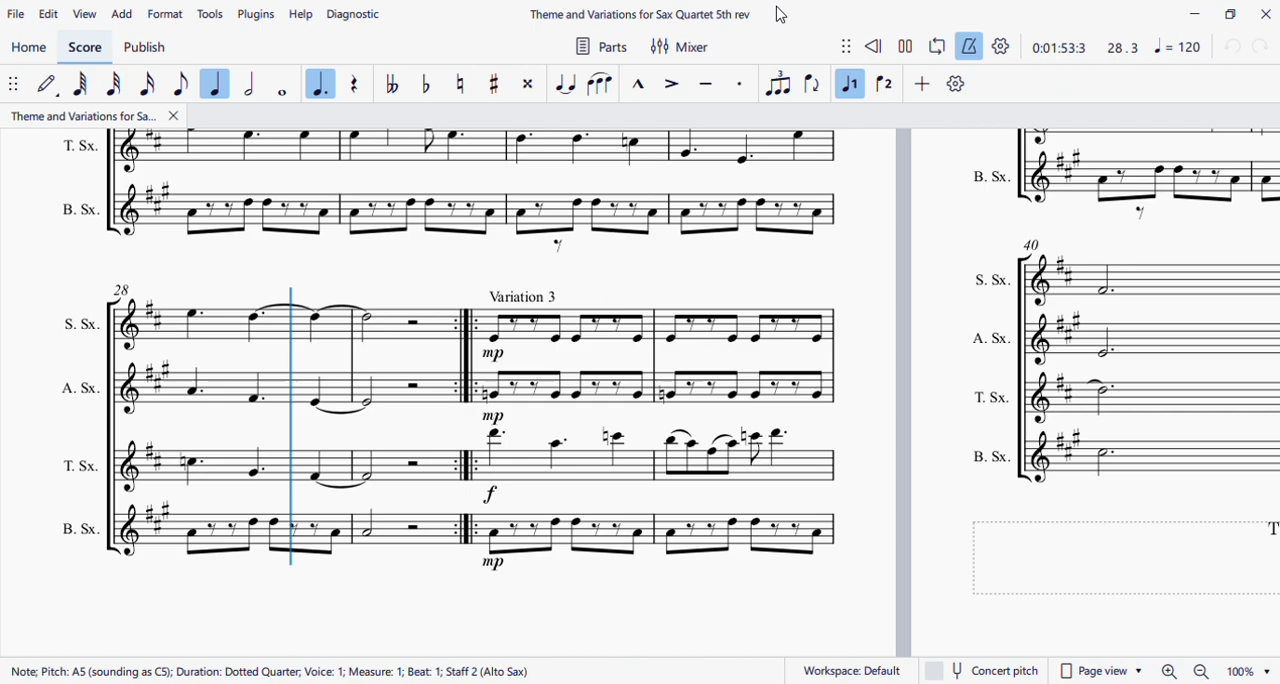 File Edit View Add Format Tools Plugins Help Diagnostic
Theme and Variations for Sax Quartet 5th rev
Home Score Publish
Parts Mixer
0:01:53:3 28 . 3 = 120
3 1 2
Theme and Variations for Sa...
T. Sx.
B. Sx.
B. Sx.
28
S. Sx.
Variation 3
mp
A. Sx.
mp
T. Sx.
f
B. Sx.
mp
40
S. Sx.
A. Sx.
T. Sx.
B. Sx.
T
Note; Pitch: A5 (sounding as C5); Duration: Dotted Quarter; Voice: 1; Measure: 1; Beat: 1; Staff 2 (Alto Sax)
Workspace: Default
Concert pitch
Page view
100%